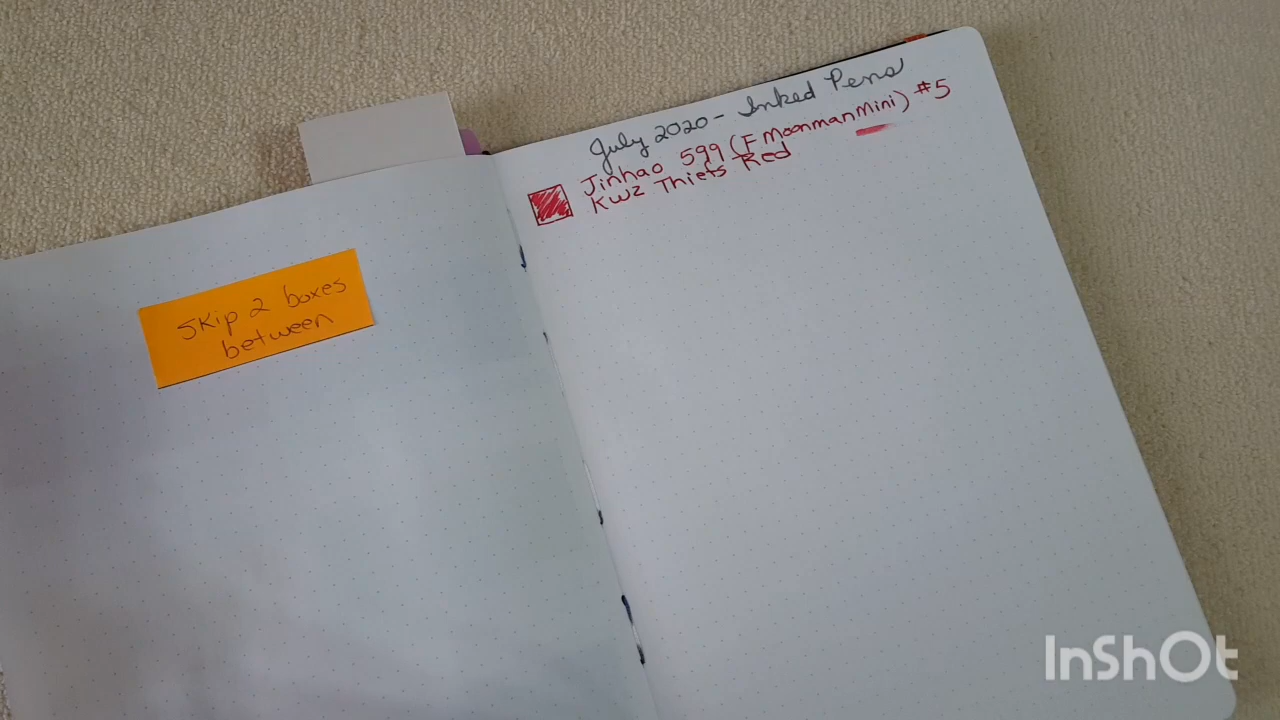 Skip 2 boxes
between
July 2020 - Inked Pens
Jinhao 599 (F Moonman Mini) #5
KWZ Thiefs Red
InShOt